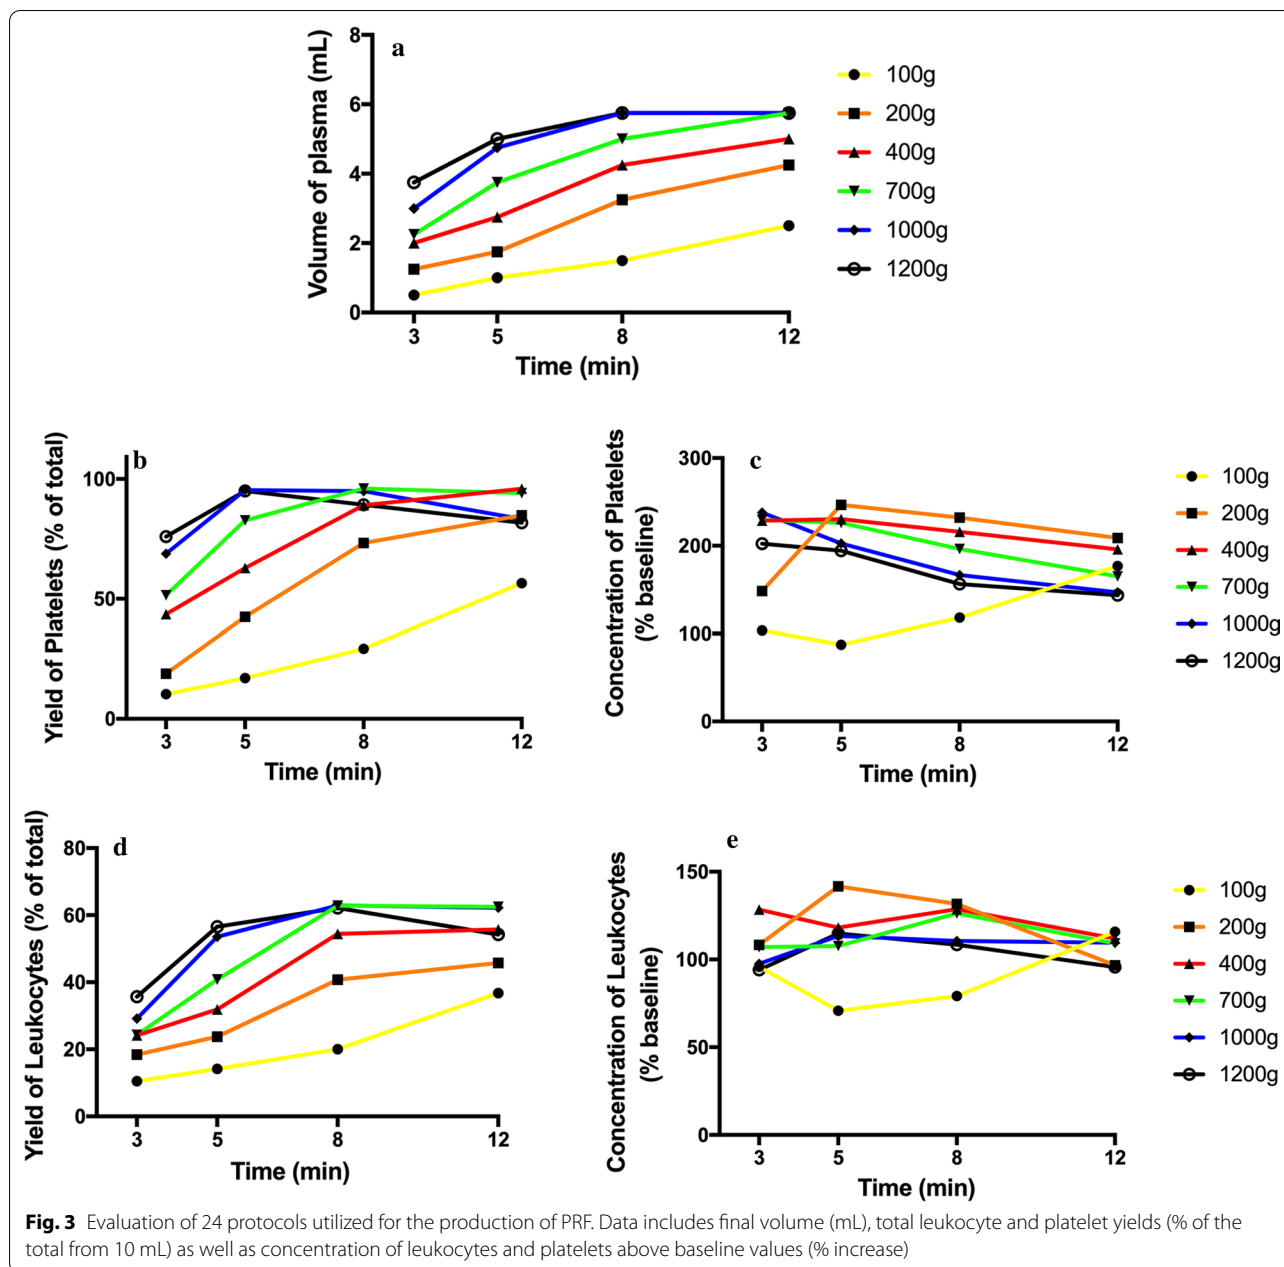 a
Volume of plasma (mL)
8
6
4
2
0
3 5 8 12
Time (min)
100g
200g
400g
700g
1000g
1200g
b
Yield of Platelets (% of total)
100
50
0
3 5 8 12
Time (min)
c
Concentration of Platelets
(% baseline)
300
200
100
0
3 5 8 12
Time (min)
100g
200g
400g
700g
1000g
1200g
d
Yield of Leukocytes (% of total)
80
60
40
20
0
3 5 8 12
Time (min)
e
Concentration of Leukocytes
(% baseline)
150
100
50
0
3 5 8 12
Time (min)
100g
200g
400g
700g
1000g
1200g
Fig. 3 Evaluation of 24 protocols utilized for the production of PRF. Data includes final volume (mL), total leukocyte and platelet yields (% of the
total from 10 mL) as well as concentration of leukocytes and platelets above baseline values (% increase)